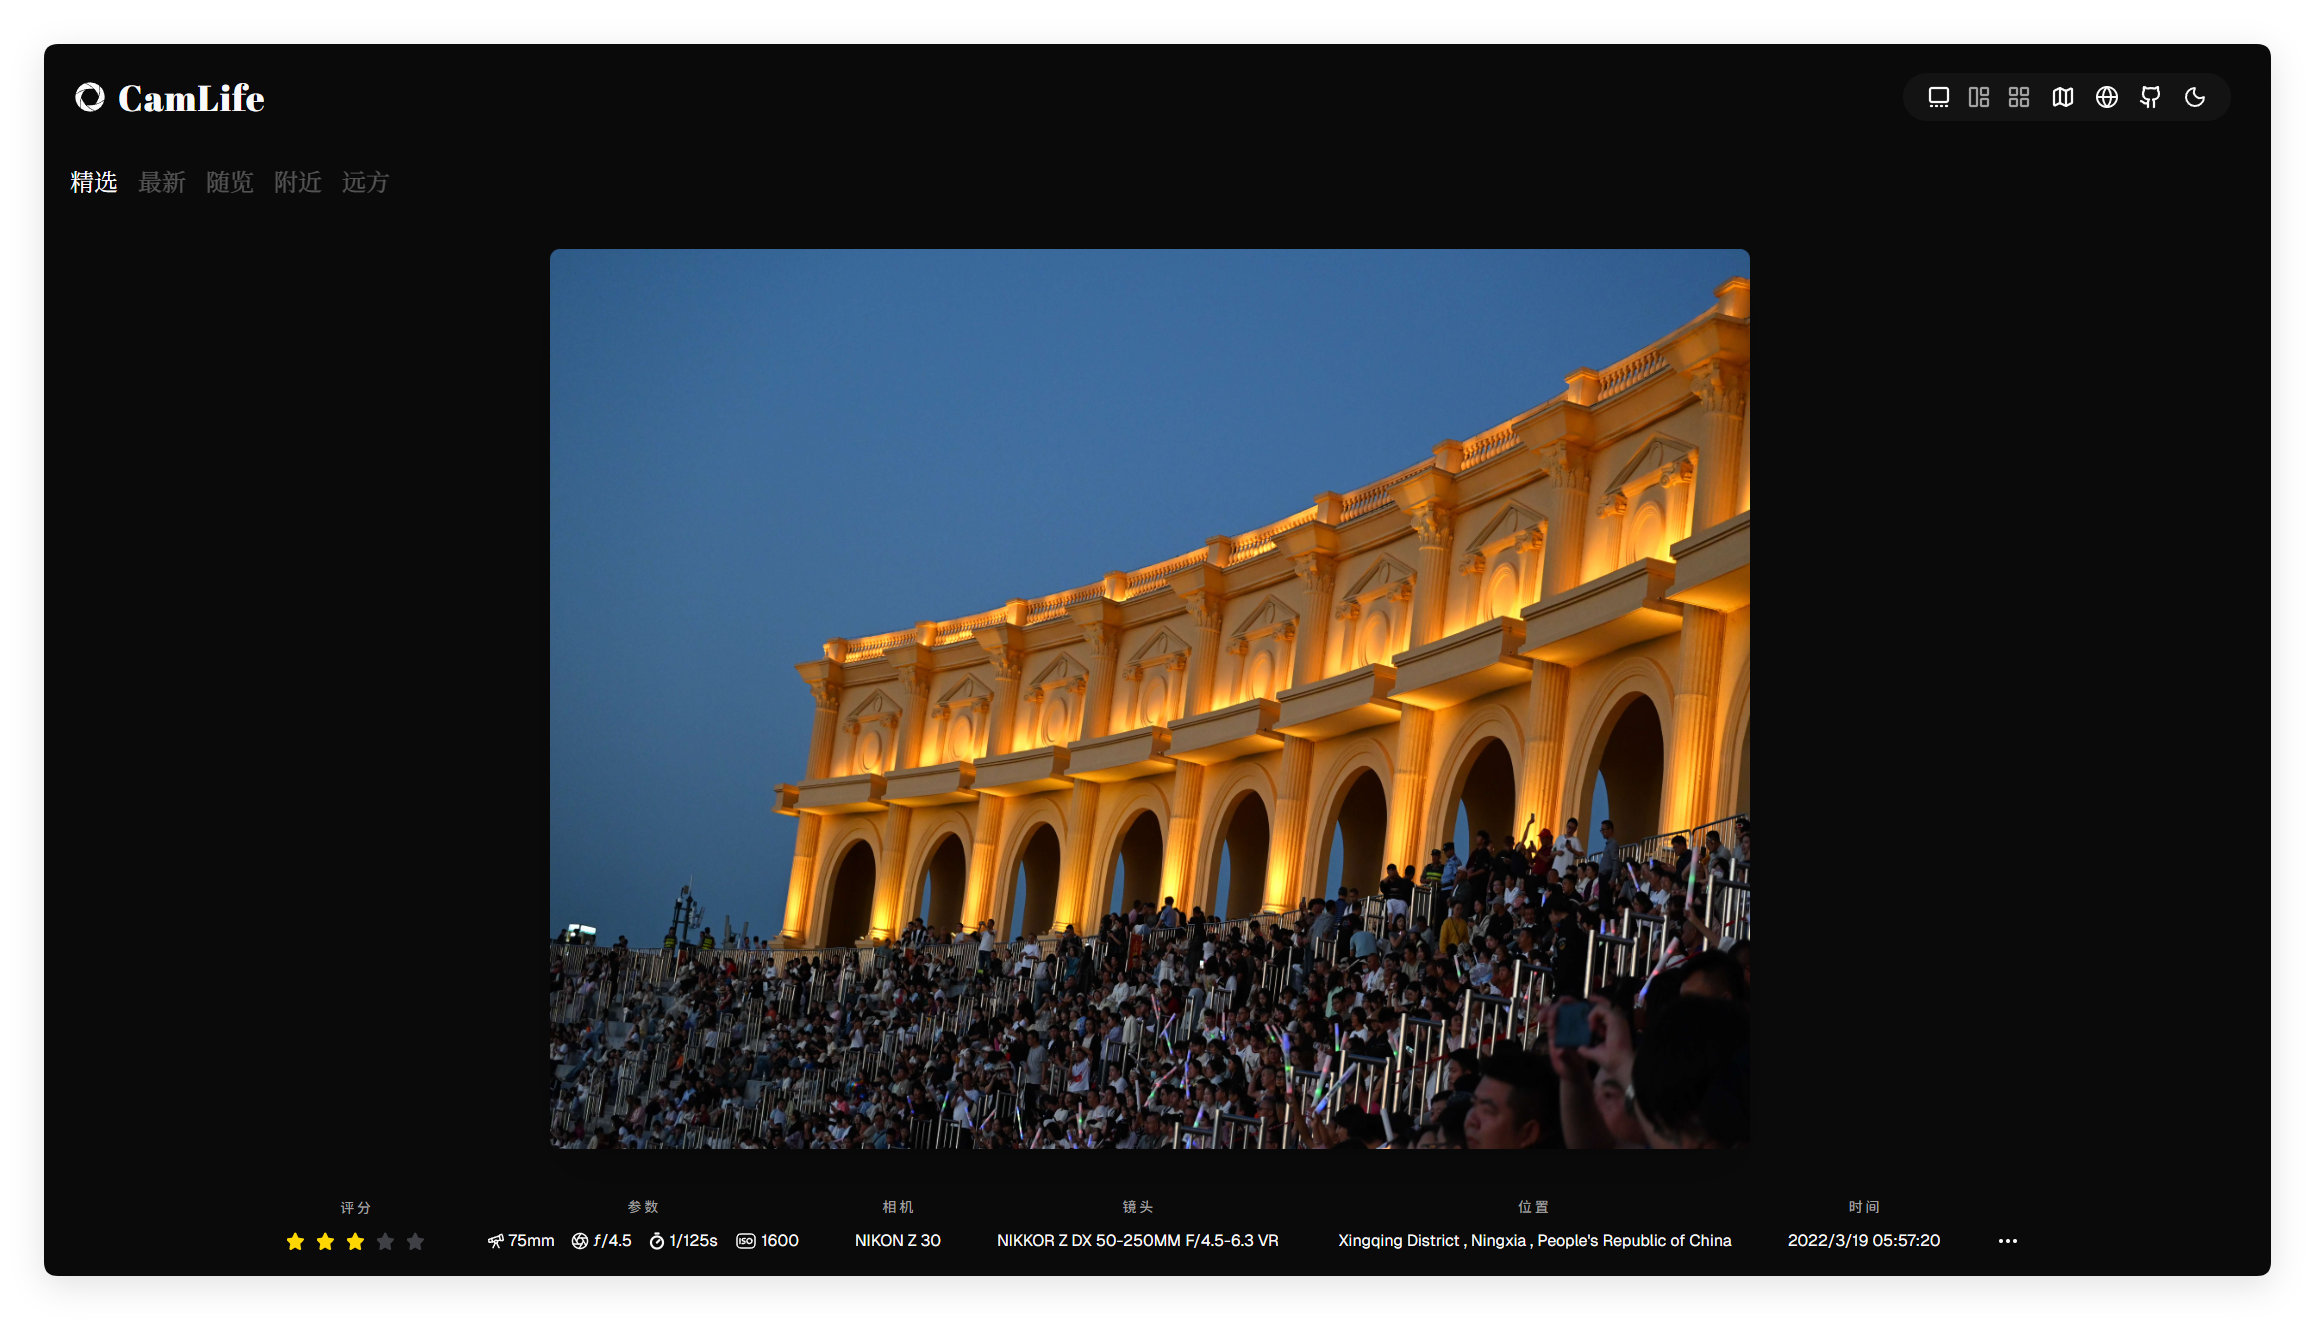 CamLife
精选 最新 随览 附近 远方
评分 参数 相机 镜头 位置 时间
75mm f/4.5 1/125s ISO 1600 NIKON Z 30 NIKKOR Z DX 50-250MM F/4.5-6.3 VR Xingqing District , Ningxia , People's Republic of China 2022/3/19 05:57:20